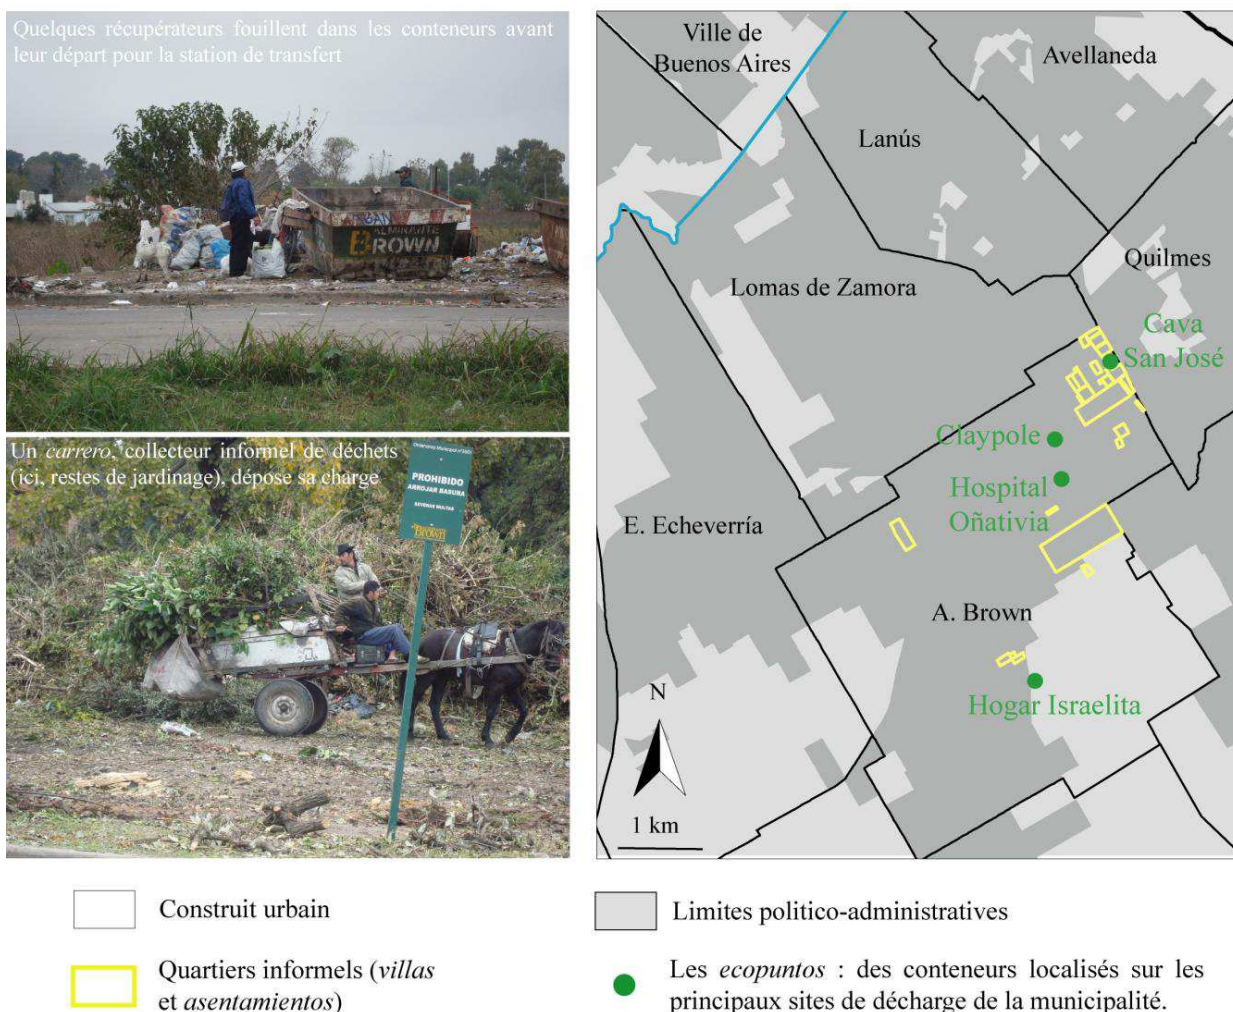 Quelques récupérateurs fouillent dans les conteneurs avant
leur départ pour la station de transfert
ALMIRANTE
BROWN
Un carrero, collecteur informel de déchets
(ici, restes de jardinage), dépose sa charge
PROHIBIDO
ARROJAR BASURA
BROWN
Ville de
Buenos Aires
Avellaneda
Lanús
Quilmes
Lomas de Zamora
Cava
San José
Claypole
Hospital
Oñativia
E. Echeverría
A. Brown
Hogar Israelita
N
1 km
Construit urbain
Limites politico-administratives
Quartiers informels (villas
et asentamientos)
Les ecopuntos : des conteneurs localisés sur les
principaux sites de décharge de la municipalité.